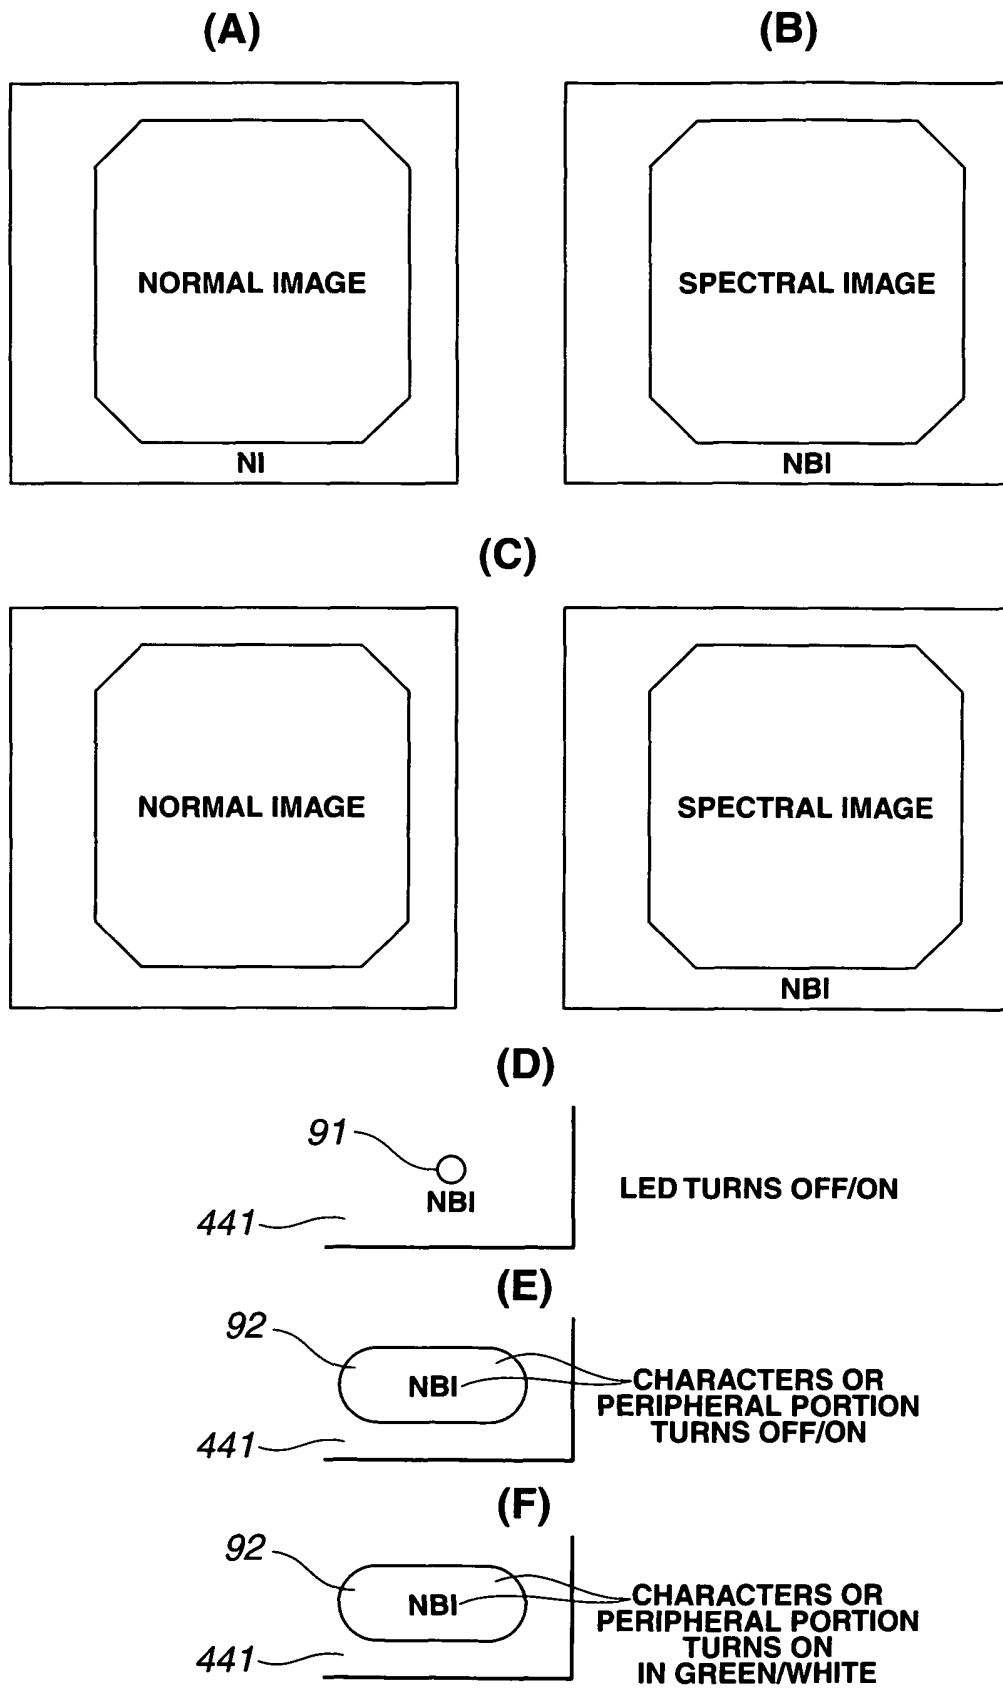 (A)
(B)
NORMAL IMAGE
SPECTRAL IMAGE
NI
NBI
(C)
NORMAL IMAGE
SPECTRAL IMAGE
NBI
(D)
91
NBI
LED TURNS OFF/ON
441
(E)
92
NBI
CHARACTERS OR
PERIPHERAL PORTION
TURNS OFF/ON
441
(F)
92
NBI
CHARACTERS OR
PERIPHERAL PORTION
TURNS ON
IN GREEN/WHITE
441